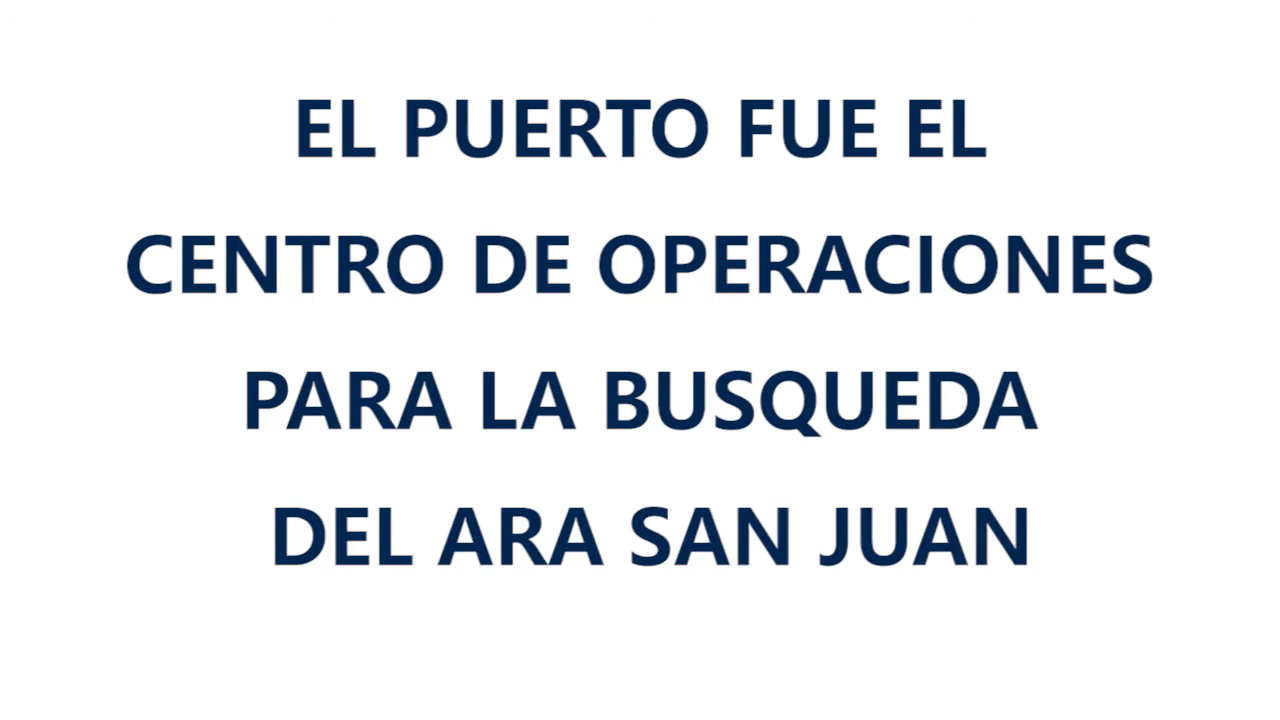 EL PUERTO FUE EL
CENTRO DE OPERACIONES
PARA LA BUSQUEDA
DEL ARA SAN JUAN